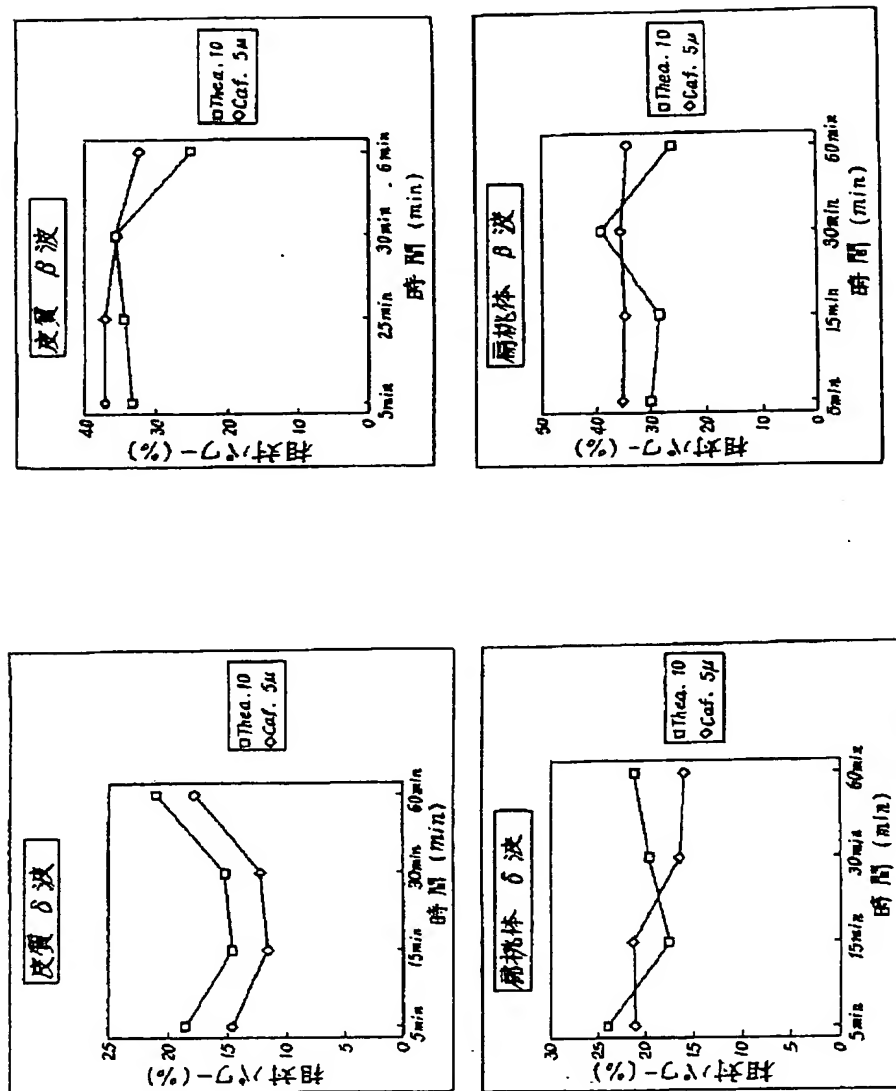 皮質 δ 波
相対パワー (%)
20
15
10
5
0
5min 15min 30min 60min
時間 (min)
□Thea. 10
◇Caf. 5μ
皮質 β 波
相対パワー (%)
40
30
20
10
0
5min 25min 30min . 6min
時間 (min)
□Thea. 10
◇Caf. 5μ
扁桃体 δ 波
相対パワー (%)
30
25
20
15
10
5
0
5min 15min 30min 60min
時間 (min)
□Thea. 10
◇Caf. 5μ
扁桃体 β 波
相対パワー (%)
50
40
30
20
10
0
5min 15min 30min 60min
時間 (min)
□Thea. 10
◇Caf. 5μ